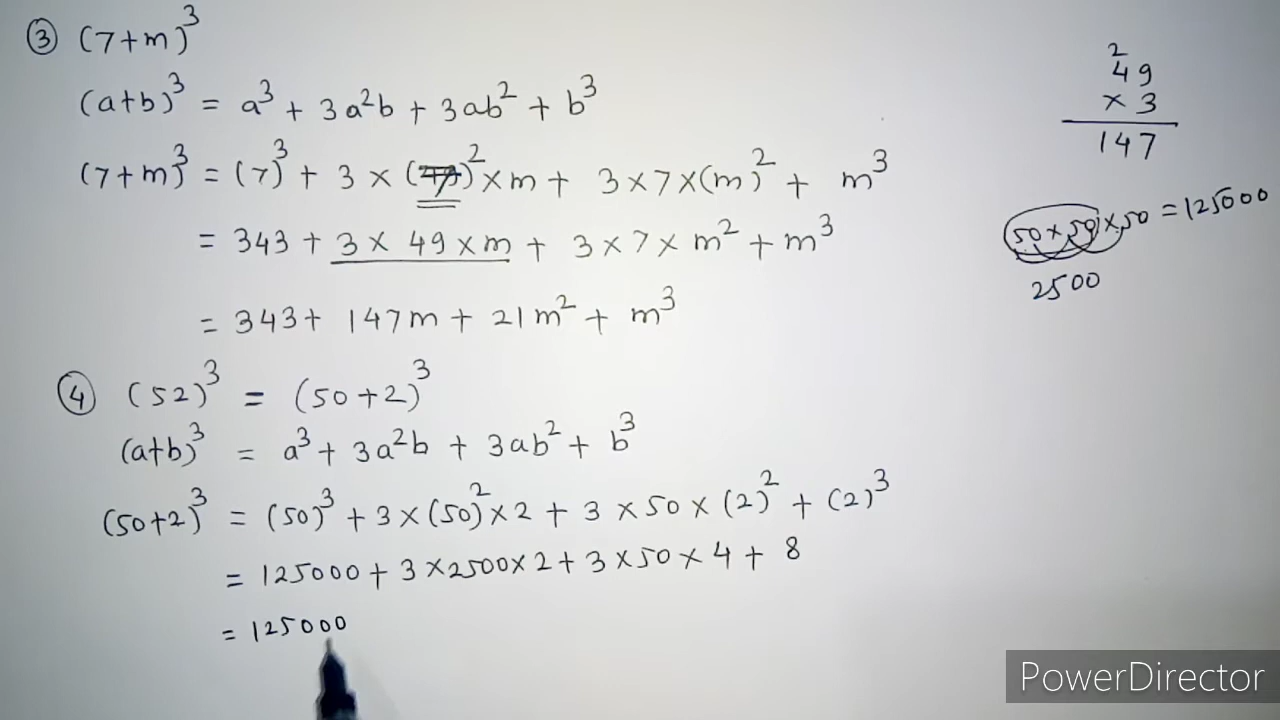 ③ (7+m)³
(a+b)³ = a³ + 3a²b + 3ab² + b³
(7+m)³ = (7)³ + 3 × (7)² × m + 3×7×(m)² + m³
= 343 + 3 × 49 × m + 3 × 7 × m² + m³
= 343 + 147m + 21m² + m³
④ (52)³ = (50+2)³
(a+b)³ = a³ + 3a²b + 3ab² + b³
(50+2)³ = (50)³ + 3×(50)²×2 + 3 × 50 × (2)² + (2)³
= 125000 + 3×2500×2 + 3×50×4 + 8
= 125000
2
49
× 3
147
50×50×50 = 125000
2500
PowerDirector